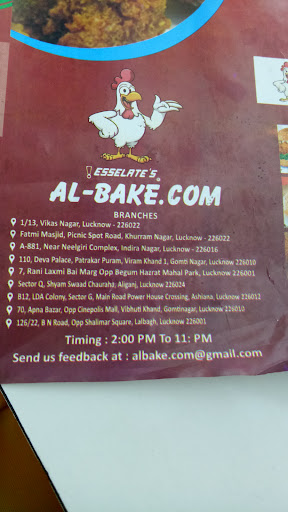 ! ESSELATE'S
AL-BAKE.COM
BRANCHES
1/13, Vikas Nagar, Lucknow - 226022
Fatmi Masjid, Picnic Spot Road, Khurram Nagar, Lucknow - 226022
A-881, Near Neelgiri Complex, Indira Nagar, Lucknow - 226016
110, Deva Palace, Patrakar Puram, Viram Khand 1, Gomti Nagar, Lucknow 226010
7, Rani Laxmi Bai Marg Opp Begum Hazrat Mahal Park, Lucknow 226001
Sector Q, Shyam Swaad Chauraha, Aliganj, Lucknow 226024
B12, LDA Colony, Sector G, Main Road Power House Crossing, Ashiana, Lucknow 226012
70, Apna Bazar, Opp Cinepolis Mall, Vibhuti Khand, Gomtinagar, Lucknow 226010
126/22, B N Road, Opp Shalimar Square, Lalbagh, Lucknow 226001
Timing : 2:00 PM To 11: PM
Send us feedback at : albake.com@gmail.com